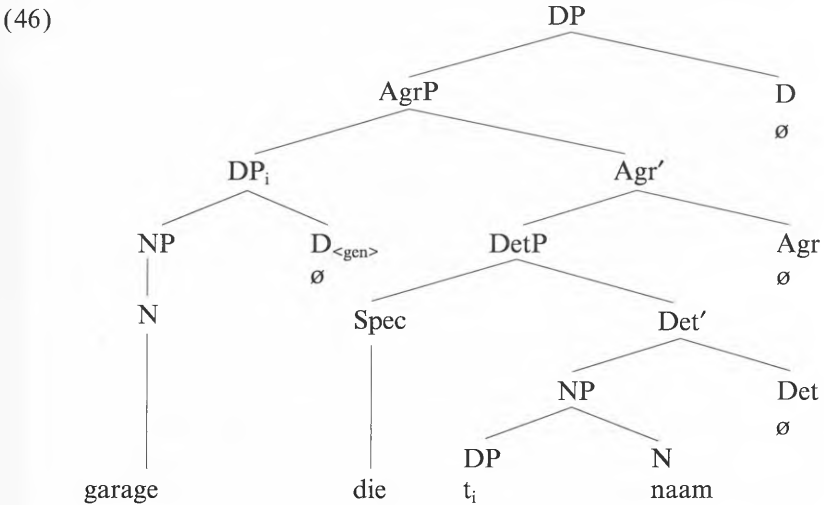 (46)
DP
AgrP D
ø
DPᵢ Agr′
NP D<gen> DetP Agr
ø ø
N Spec Det′
NP Det
ø
DP N
garage die tᵢ naam